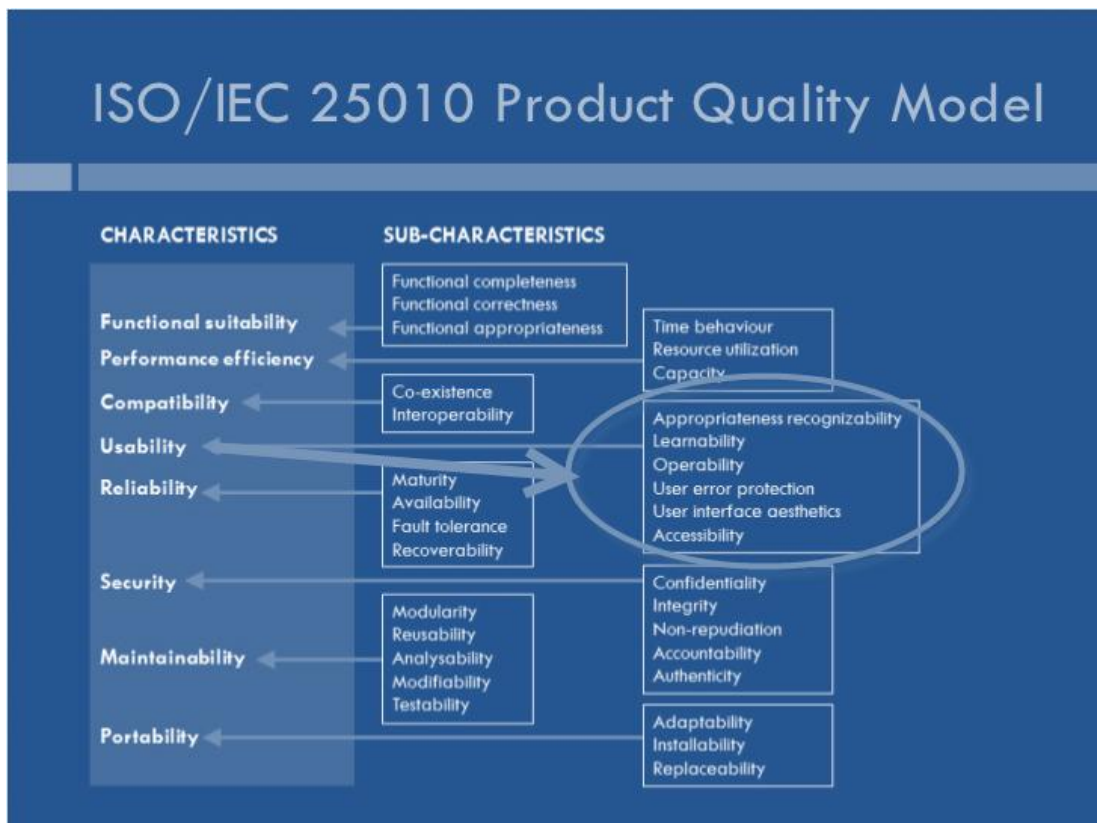 ISO/IEC 25010 Product Quality Model
CHARACTERISTICS
SUB-CHARACTERISTICS
Functional suitability
Functional completeness
Functional correctness
Functional appropriateness
Performance efficiency
Time behaviour
Resource utilization
Capacity
Compatibility
Co-existence
Interoperability
Usability
Appropriateness recognizability
Learnability
Operability
User error protection
User interface aesthetics
Accessibility
Reliability
Maturity
Availability
Fault tolerance
Recoverability
Security
Confidentiality
Integrity
Non-repudiation
Accountability
Authenticity
Maintainability
Modularity
Reusability
Analysability
Modifiability
Testability
Portability
Adaptability
Installability
Replaceability